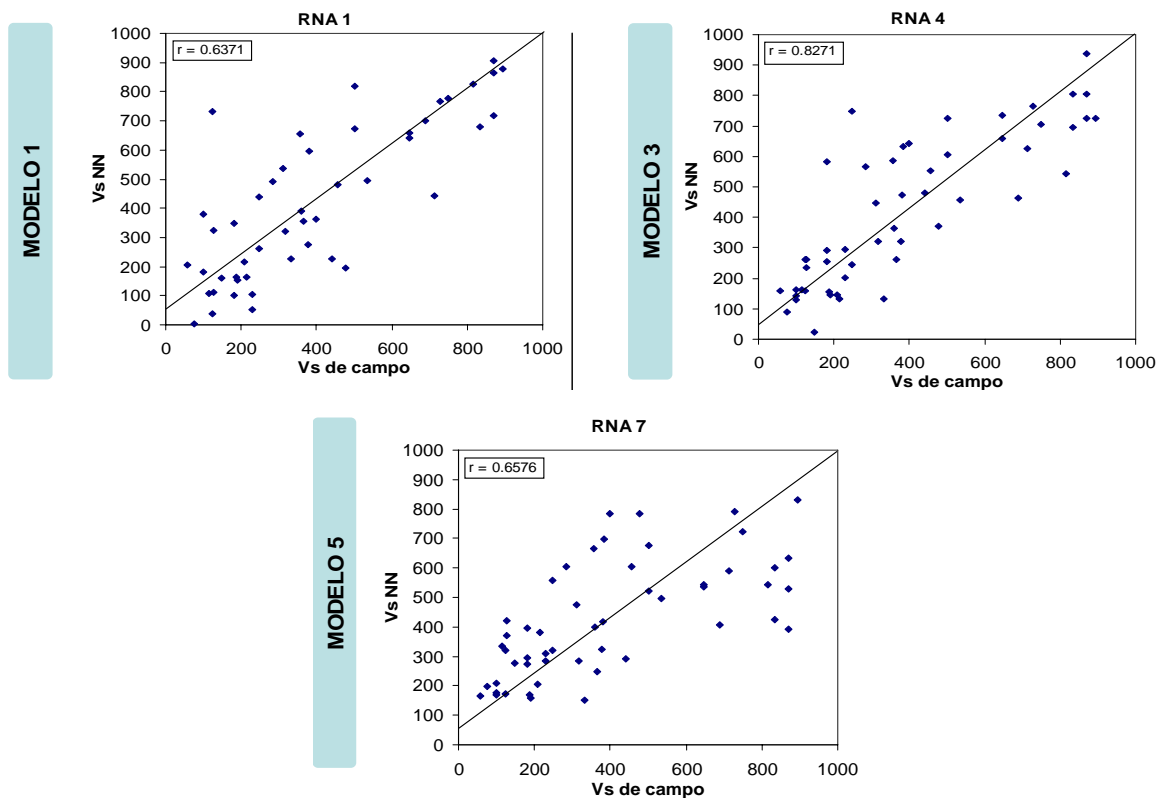 MODELO 1
RNA 1
r = 0.6371
Vs NN
1000
900
800
700
600
500
400
300
200
100
0
0 200 400 600 800 1000
Vs de campo
MODELO 3
RNA 4
r = 0.8271
Vs NN
1000
900
800
700
600
500
400
300
200
100
0
0 200 400 600 800 1000
Vs de campo
MODELO 5
RNA 7
r = 0.6576
Vs NN
1000
900
800
700
600
500
400
300
200
100
0
0 200 400 600 800 1000
Vs de campo